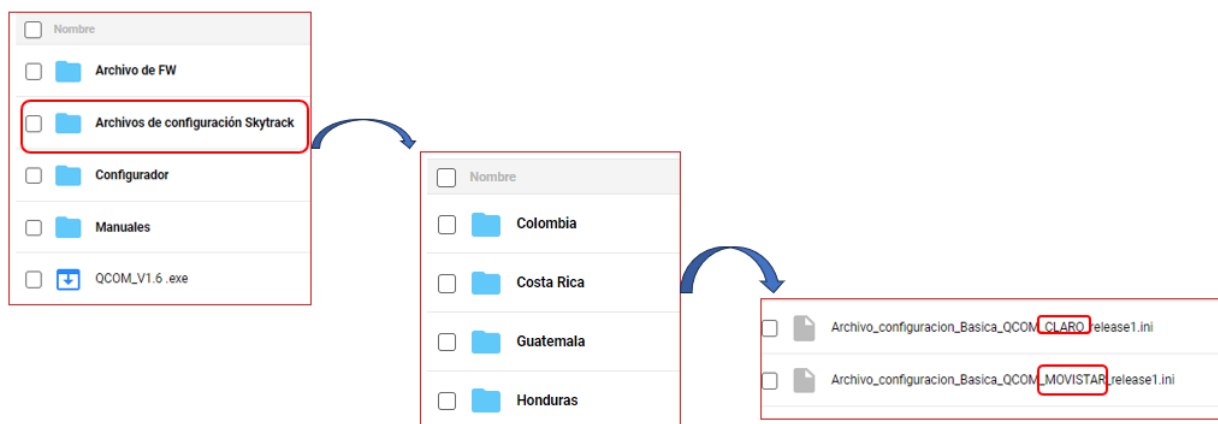 Nombre
Archivo de FW
Archivos de configuración Skytrack
Configurador
Manuales
QCOM_V1.6 .exe
Nombre
Colombia
Costa Rica
Guatemala
Honduras
Archivo_configuracion_Basica_QCOM_CLARO_release1.ini
Archivo_configuracion_Basica_QCOM_MOVISTAR_release1.ini